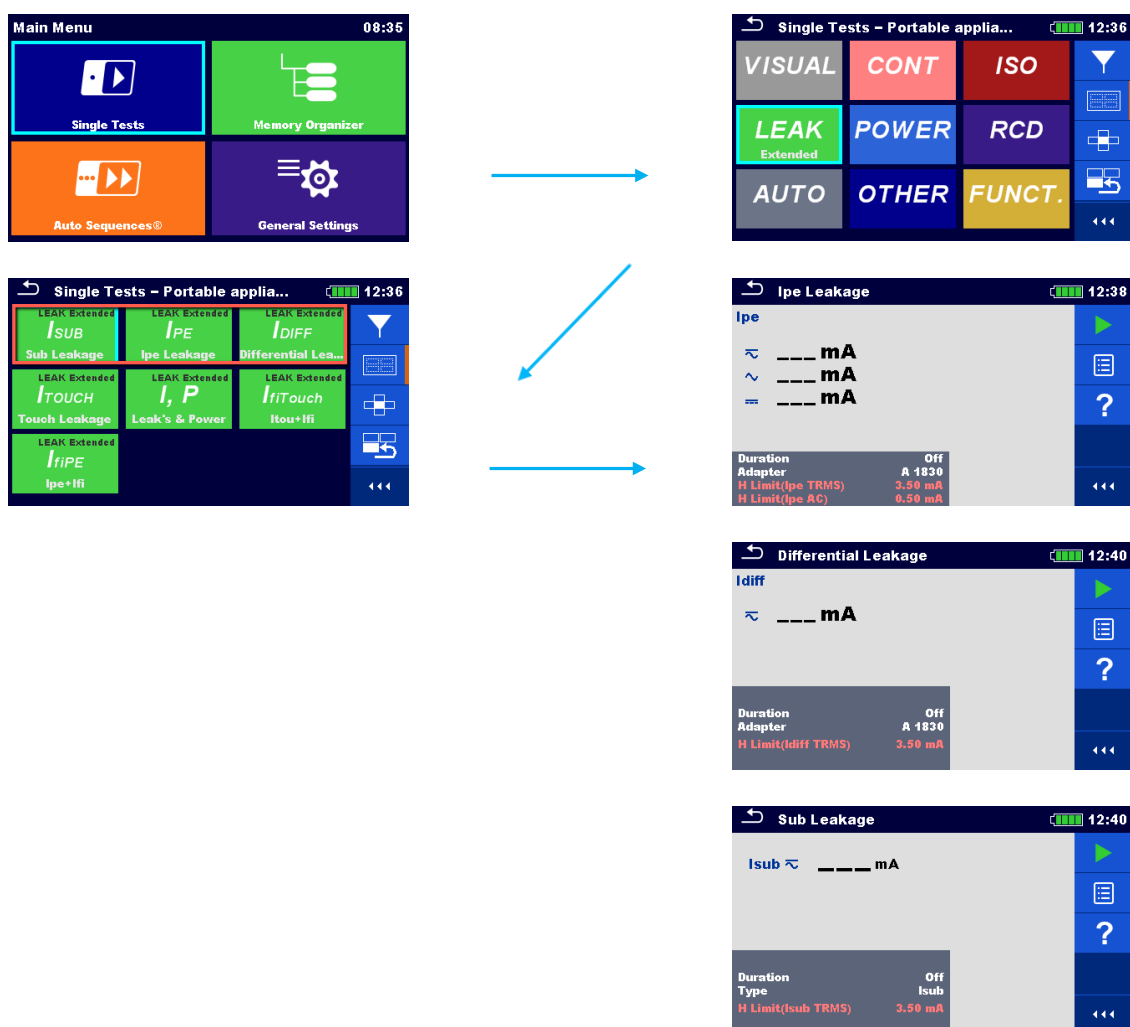 Main Menu 08:35
Single Tests Memory Organizer
Auto Sequences® General Settings
Single Tests – Portable applia... 12:36
VISUAL CONT ISO
LEAK POWER RCD
Extended
AUTO OTHER FUNCT.
Single Tests – Portable applia... 12:36
LEAK Extended LEAK Extended LEAK Extended
ISUB IPE IDIFF
Sub Leakage Ipe Leakage Differential Lea...
LEAK Extended LEAK Extended LEAK Extended
ITOUCH I, P IfiTouch
Touch Leakage Leak's & Power Itou+Ifi
LEAK Extended
IfiPE
Ipe+Ifi
Ipe Leakage 12:38
Ipe
___ mA
___ mA
___ mA
?
Duration Off
Adapter A 1830
H Limit(Ipe TRMS) 3.50 mA
H Limit(Ipe AC) 0.50 mA
Differential Leakage 12:40
Idiff
___ mA
?
Duration Off
Adapter A 1830
H Limit(Idiff TRMS) 3.50 mA
Sub Leakage 12:40
Isub ___ mA
?
Duration Off
Type Isub
H Limit(Isub TRMS) 3.50 mA